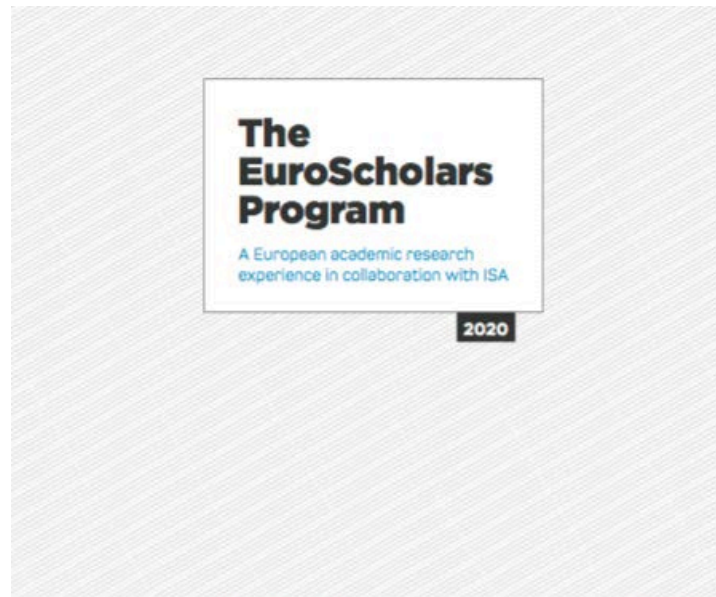 The
EuroScholars
Program
A European academic research
experience in collaboration with ISA
2020